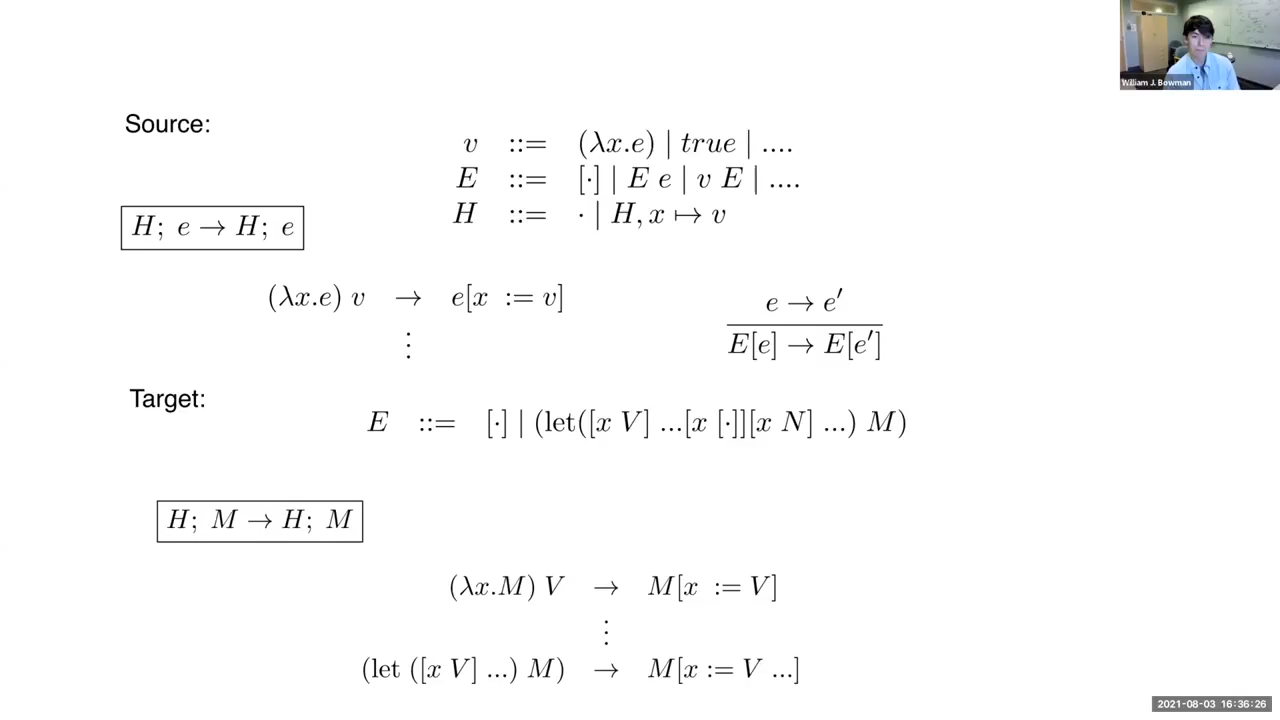 William J. Bowman
Source:
v ::= (λx.e) | true | ....
E ::= [·] | E e | v E | ....
H ::= · | H, x ↦ v
H; e → H; e
(λx.e) v → e[x := v]
⋮
e → e′
E[e] → E[e′]
Target:
E ::= [·] | (let([x V] ...[x [·]][x N] ...) M)
H; M → H; M
(λx.M) V → M[x := V]
⋮
(let ([x V] ...) M) → M[x := V ...]
2021-08-03 16:36:26